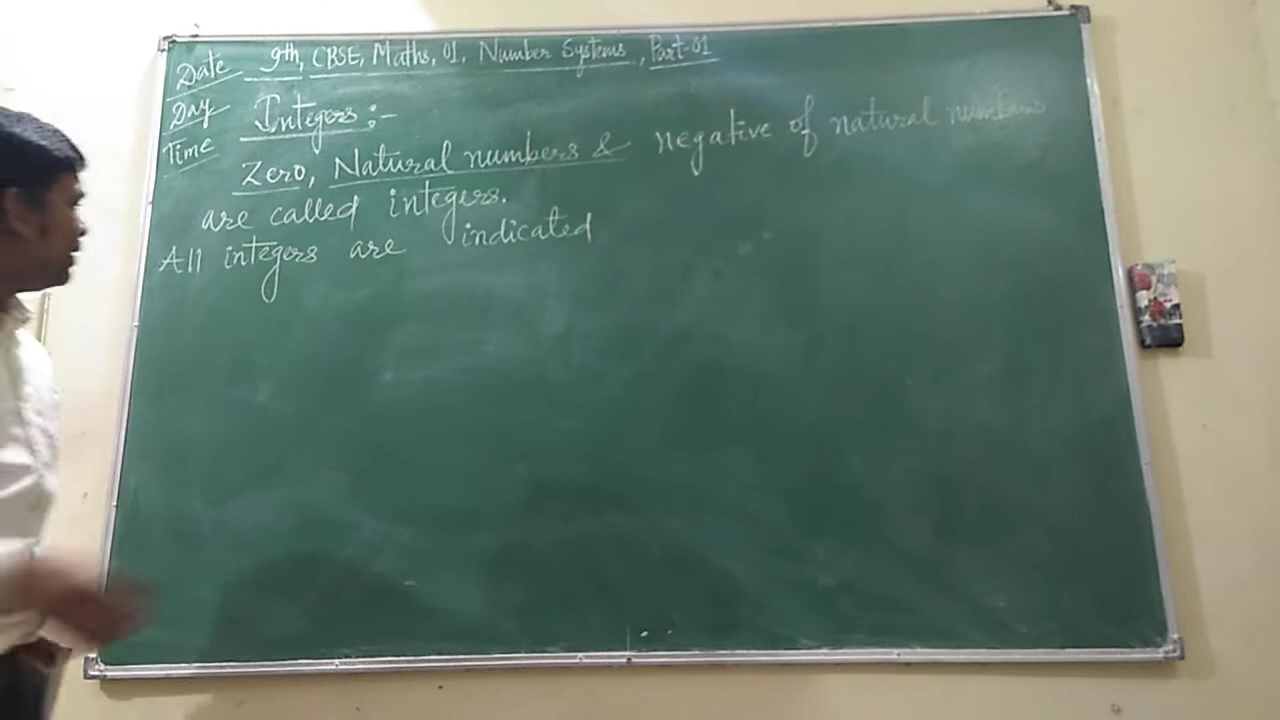 Date 9th, CBSE, Maths, 01. Number Systems, Part-01
Day Integers :-
Time
Zero, Natural numbers & negative of natural numbers
are called integers.
All integers are indicated